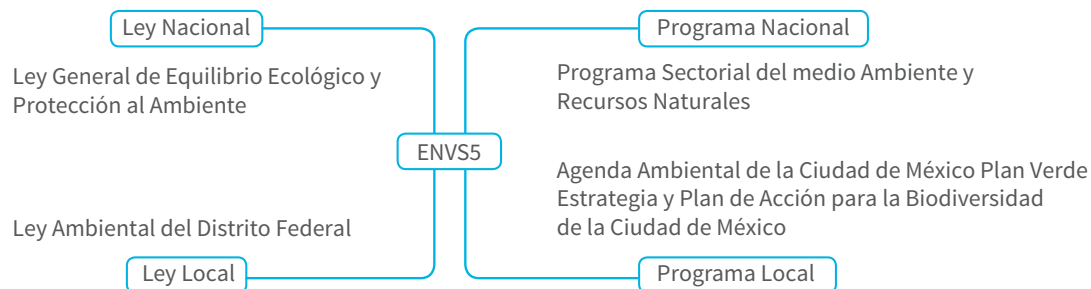 Ley Nacional
Ley General de Equilibrio Ecológico y
Protección al Ambiente
Programa Nacional
Programa Sectorial del medio Ambiente y
Recursos Naturales
ENVS5
Ley Ambiental del Distrito Federal
Ley Local
Agenda Ambiental de la Ciudad de México Plan Verde
Estrategia y Plan de Acción para la Biodiversidad
de la Ciudad de México
Programa Local